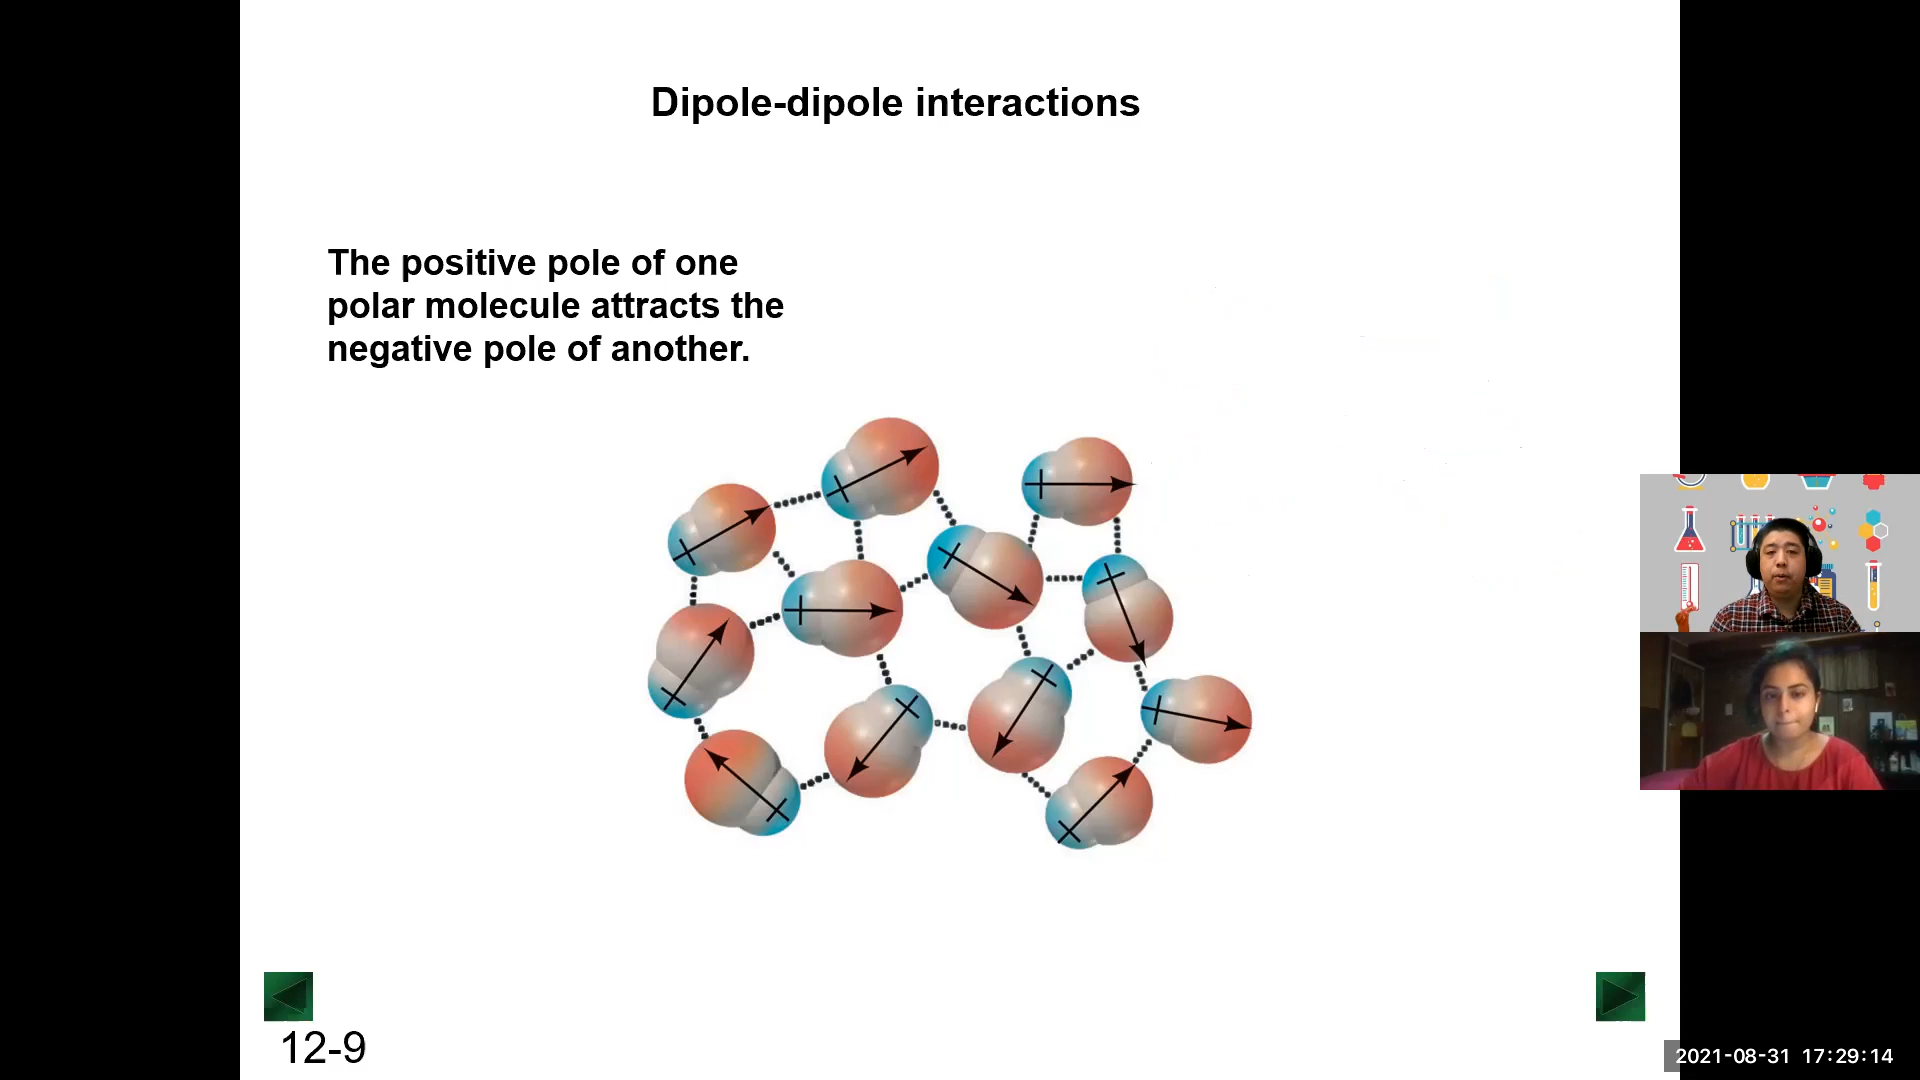 Dipole-dipole interactions
The positive pole of one
polar molecule attracts the
negative pole of another.
12-9
2021-08-31 17:29:14